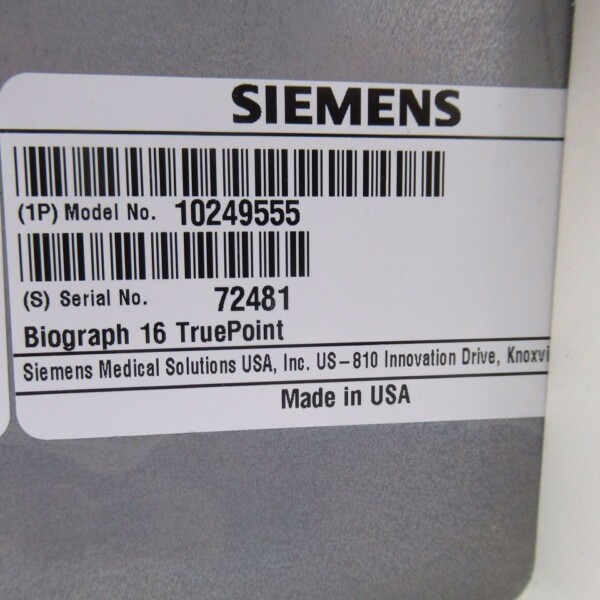 SIEMENS
(1P) Model No. 10249555
(S) Serial No. 72481
Biograph 16 TruePoint
Siemens Medical Solutions USA, Inc. US-810 Innovation Drive, Knoxvi
Made in USA